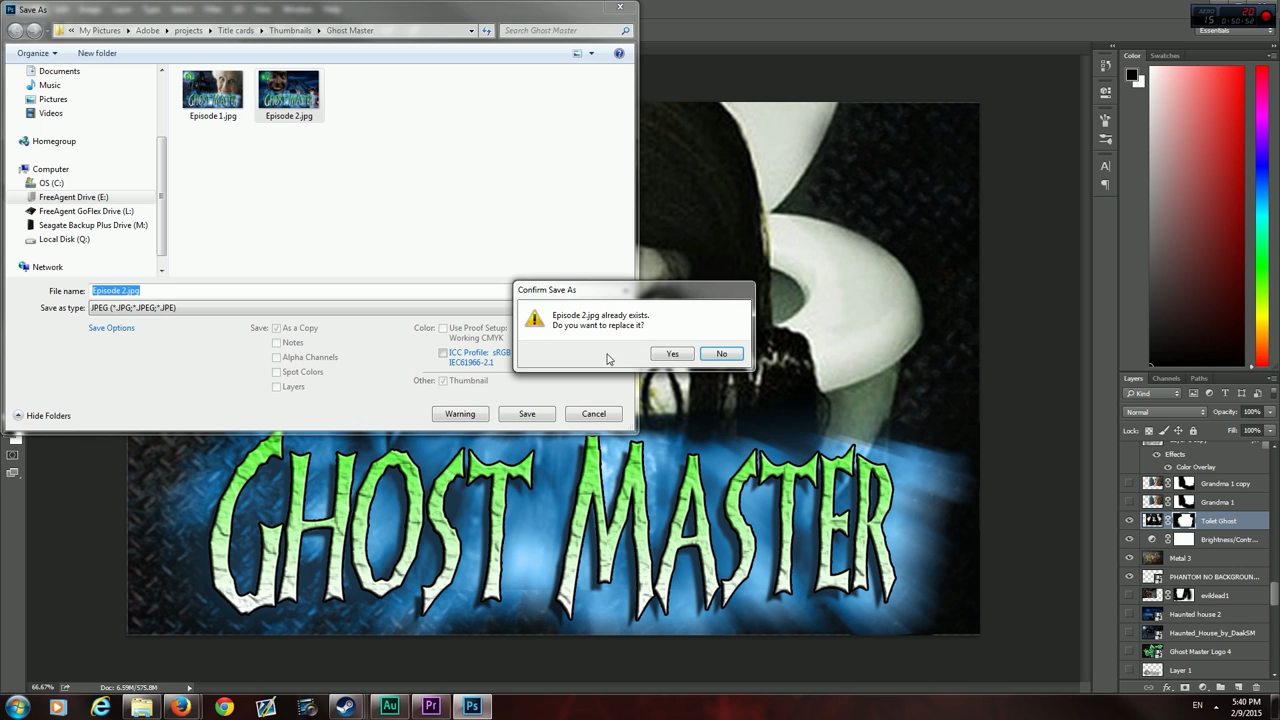 Save As
« My Pictures ▸ Adobe ▸ projects ▸ Title cards ▸ Thumbnails ▸ Ghost Master
Search Ghost Master
Organize
New folder
Documents
Music
Pictures
Videos
Homegroup
Computer
OS (C:)
FreeAgent Drive (E:)
FreeAgent GoFlex Drive (L:)
Seagate Backup Plus Drive (M:)
Local Disk (Q:)
Network
Episode 1.jpg
Episode 2.jpg
File name: Episode 2.jpg
Save as type: JPEG (*.JPG;*.JPEG;*.JPE)
Save Options
Save: As a Copy
Notes
Alpha Channels
Spot Colors
Layers
Color: Use Proof Setup:
Working CMYK
ICC Profile: sRGB
IEC61966-2.1
Other: Thumbnail
Hide Folders
Warning
Save
Cancel
Confirm Save As
Episode 2.jpg already exists.
Do you want to replace it?
Yes
No
GHOST MASTER
20
15
Essentials
Color
Swatches
Layers
Channels
Paths
Kind
Normal
Opacity: 100%
Lock:
Fill: 100%
Effects
Color Overlay
Grandma 1 copy
Grandma 1
Toilet Ghost
Brightness/Contr...
Metal 3
PHANTOM NO BACKGROUN...
evildead1
Haunted house 2
Haunted_House_by_DaakSM
Ghost Master Logo 4
Layer 1
66.67%
Doc: 6.59M/575.8M
Au
Pr
Ps
EN
5:40 PM
2/9/2015